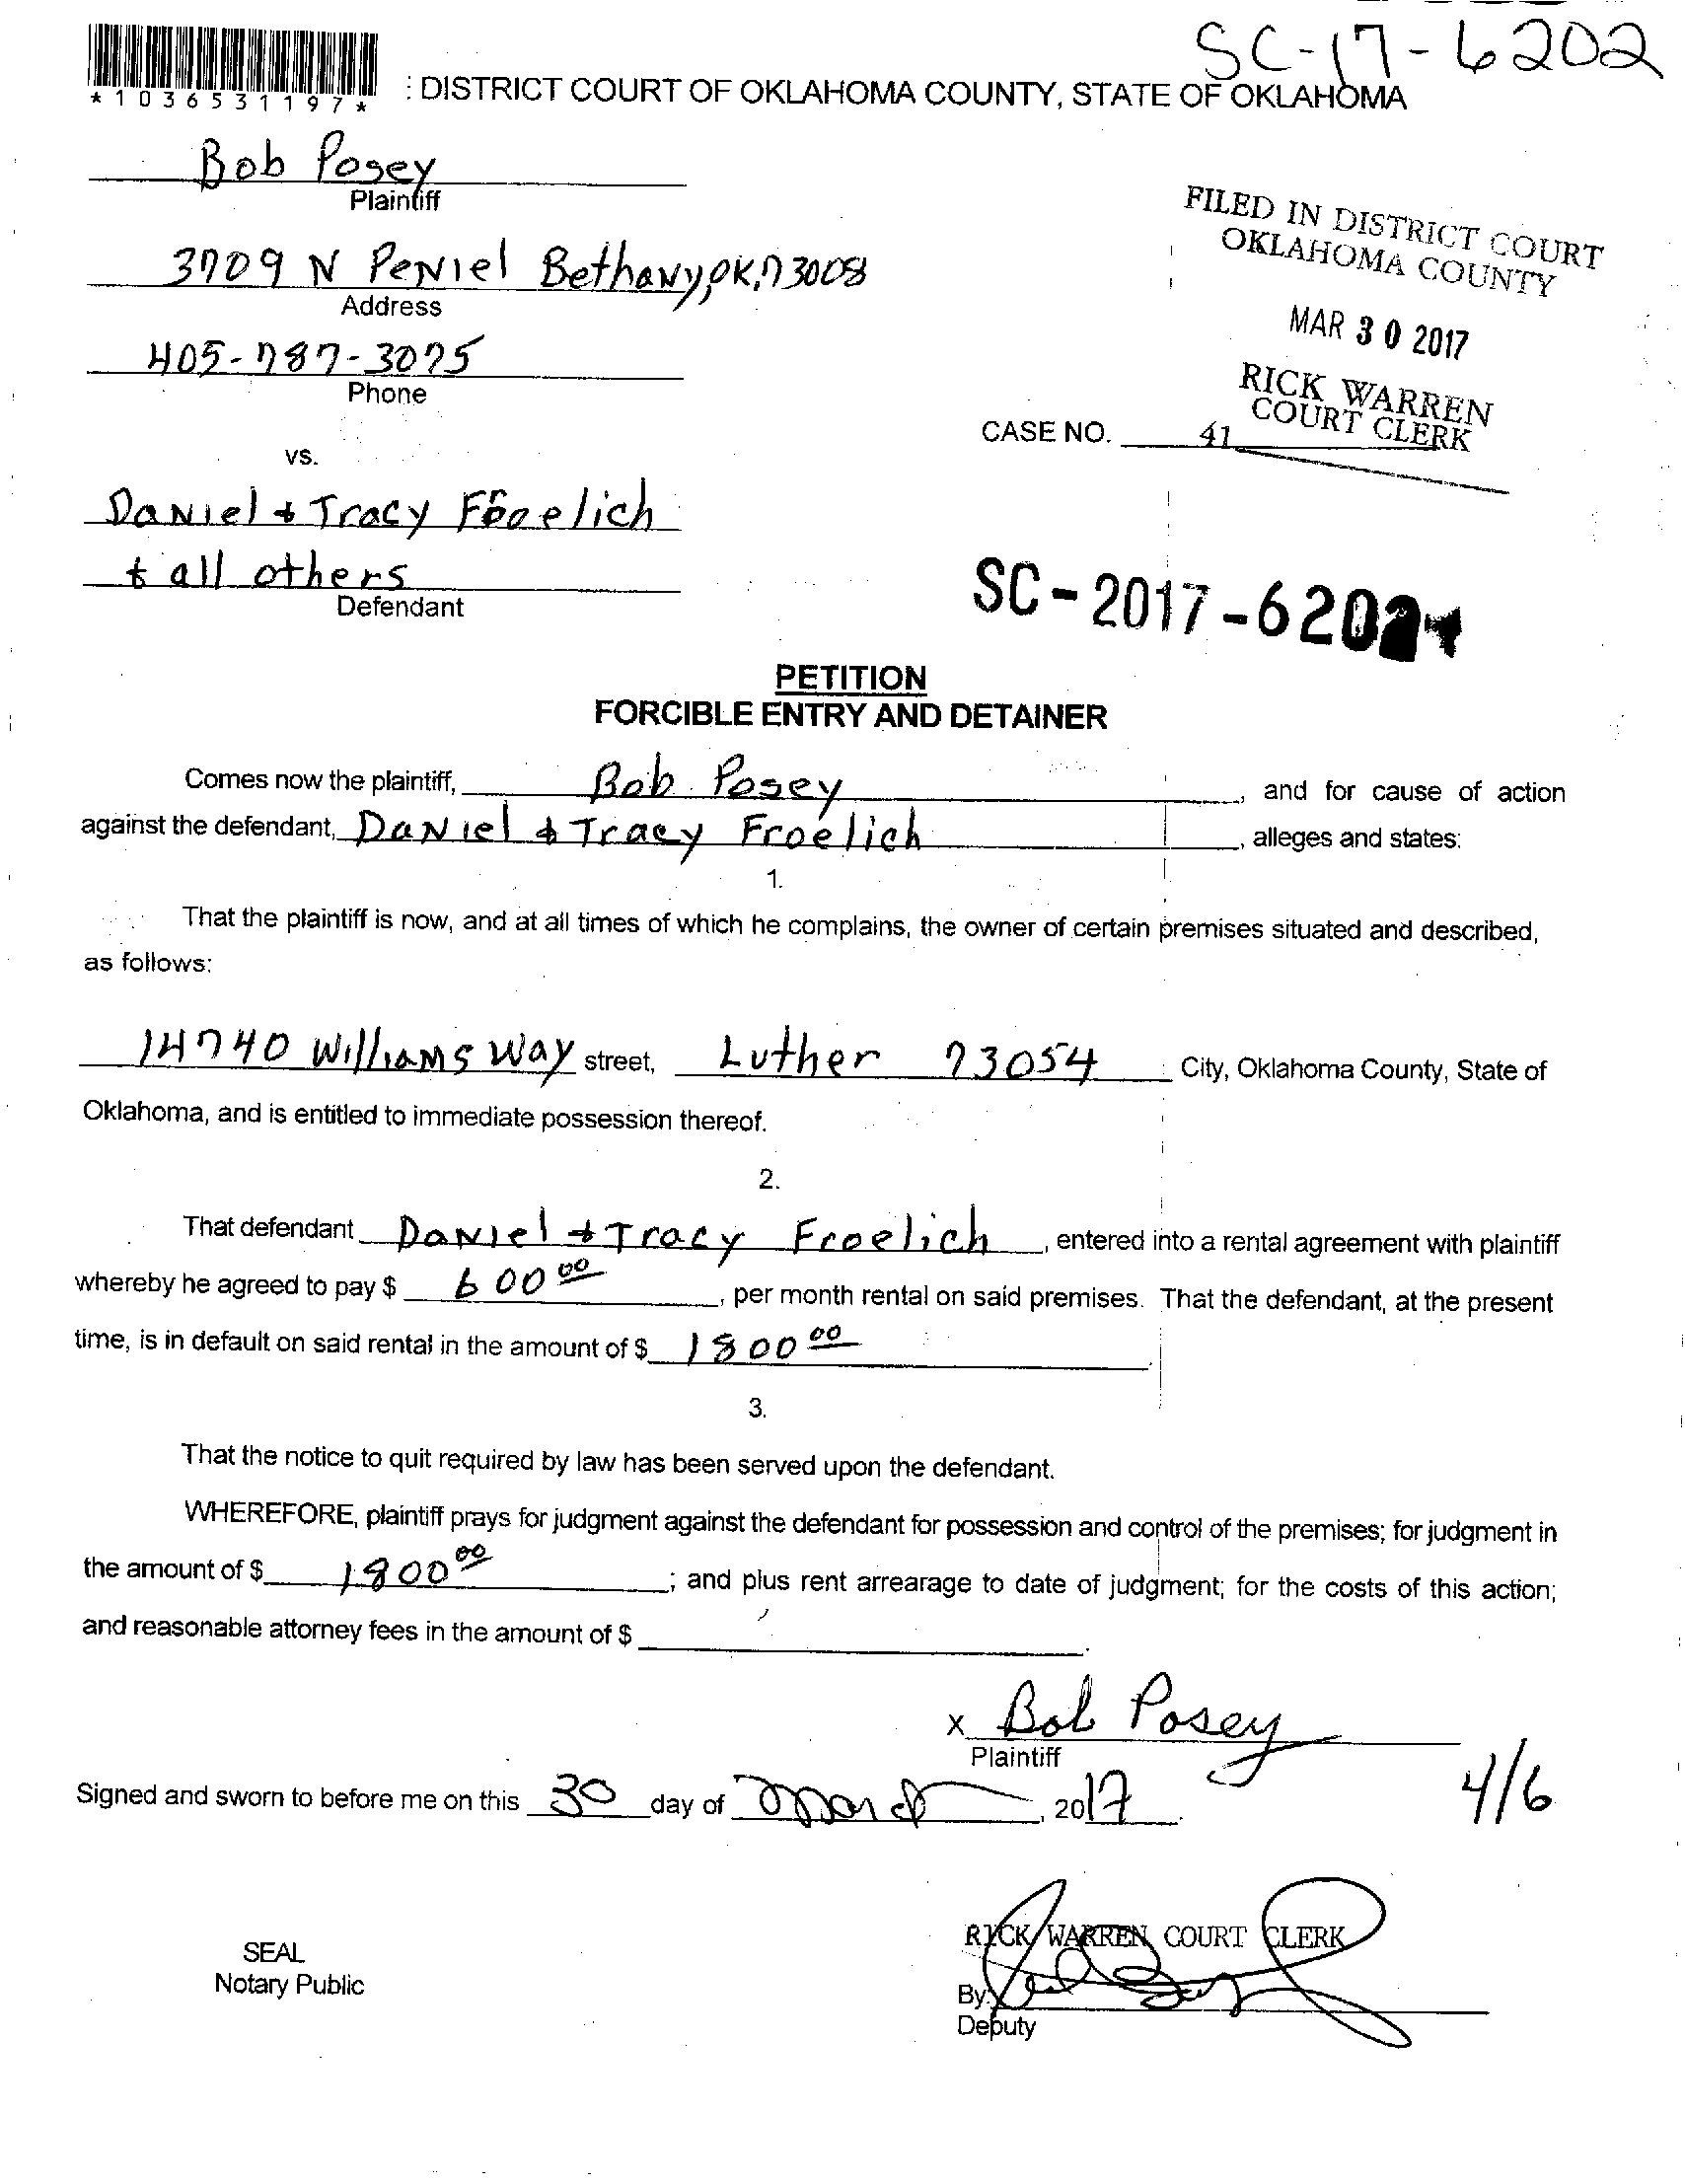 SC-17-6202
*1036531197*
: DISTRICT COURT OF OKLAHOMA COUNTY, STATE OF OKLAHOMA
Bob Posey
Plaintiff
3709 N Peniel Bethany, OK, 73008
Address
405-787-3075
Phone
FILED IN DISTRICT COURT
OKLAHOMA COUNTY
MAR 30 2017
RICK WARREN
COURT CLERK
CASE NO. 41
vs.
Daniel & Tracy Froelich
& all others
Defendant
SC-2017-6202
PETITION
FORCIBLE ENTRY AND DETAINER
Comes now the plaintiff, Bob Posey, and for cause of action
against the defendant, Daniel & Tracy Froelich, alleges and states:
1.
That the plaintiff is now, and at all times of which he complains, the owner of certain premises situated and described,
as follows:
14740 Williams Way street, Luther 73054 City, Oklahoma County, State of
Oklahoma, and is entitled to immediate possession thereof.
2.
That defendant Daniel & Tracy Froelich, entered into a rental agreement with plaintiff
whereby he agreed to pay $ 600 00, per month rental on said premises. That the defendant, at the present
time, is in default on said rental in the amount of $ 1800 00.
3.
That the notice to quit required by law has been served upon the defendant.
WHEREFORE, plaintiff prays for judgment against the defendant for possession and control of the premises; for judgment in
the amount of $ 1800 00; and plus rent arrearage to date of judgment; for the costs of this action;
and reasonable attorney fees in the amount of $ .
x Bob Posey
Plaintiff
4/6
Signed and sworn to before me on this 30 day of March, 2017.
RICK WARREN COURT CLERK
SEAL
Notary Public
By:
Deputy